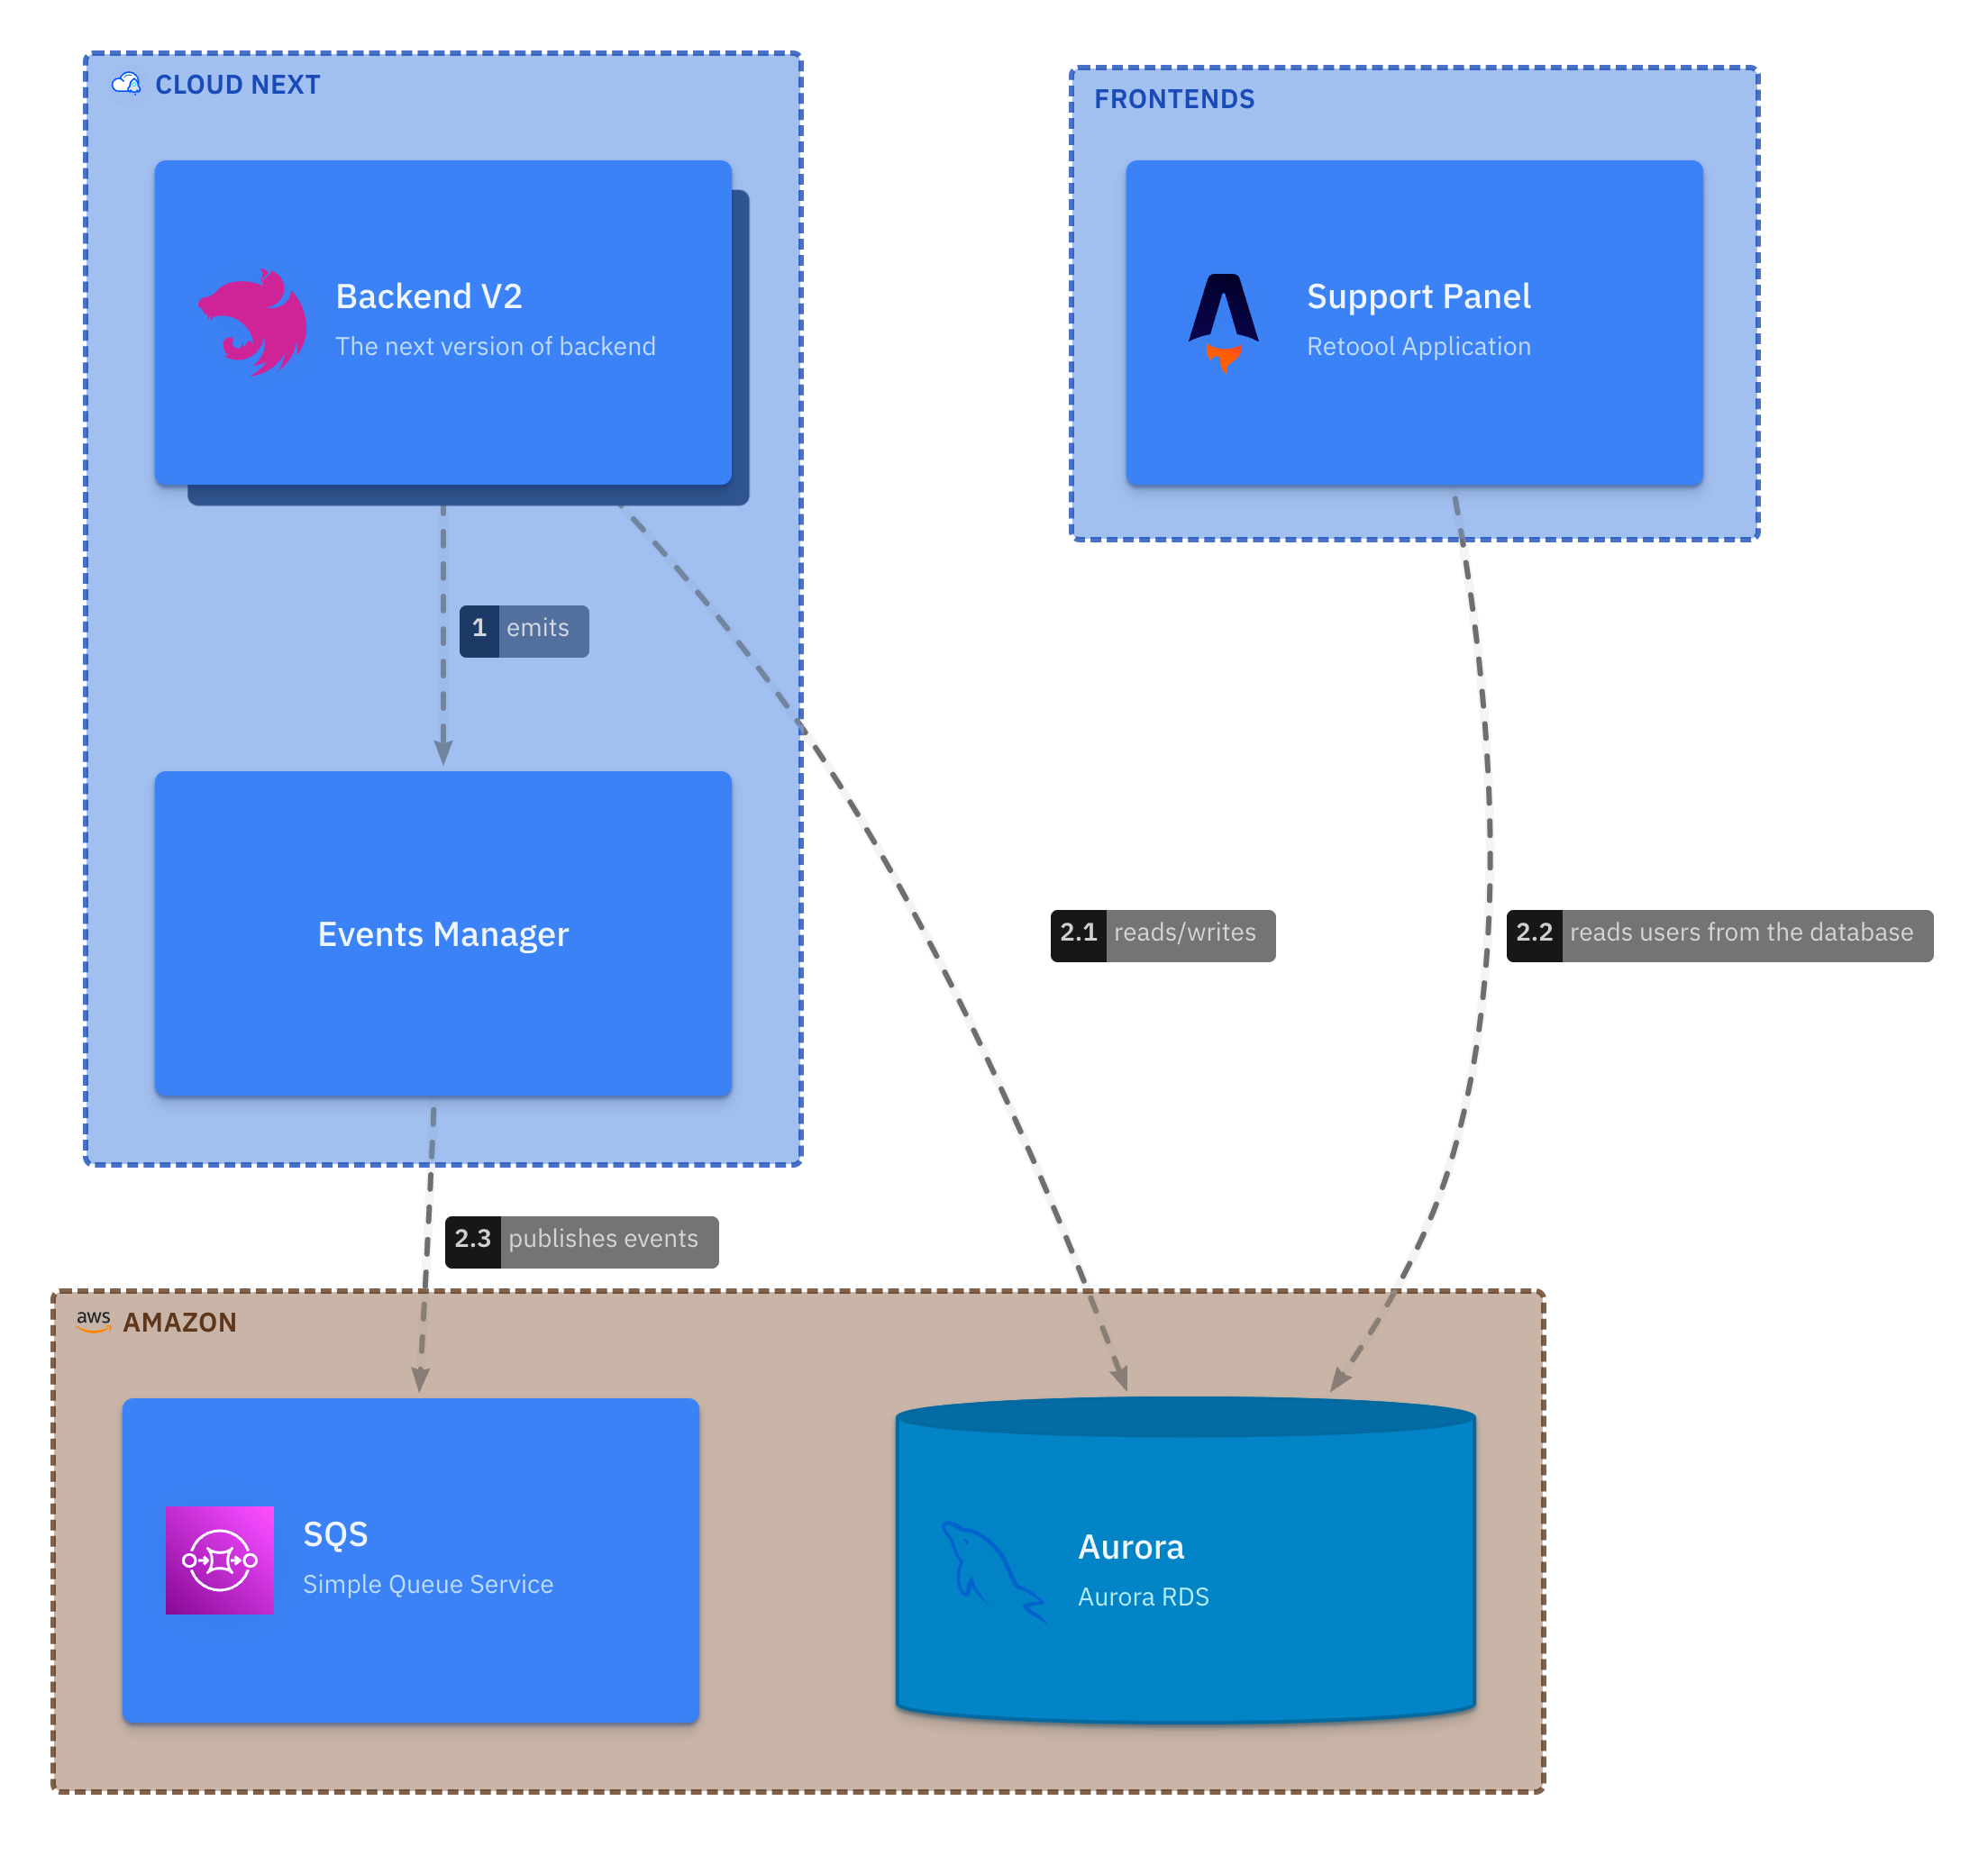 CLOUD NEXT
FRONTENDS
Backend V2
The next version of backend
Support Panel
Retoool Application
1 emits
Events Manager
2.1 reads/writes
2.2 reads users from the database
2.3 publishes events
aws AMAZON
SQS
Simple Queue Service
Aurora
Aurora RDS